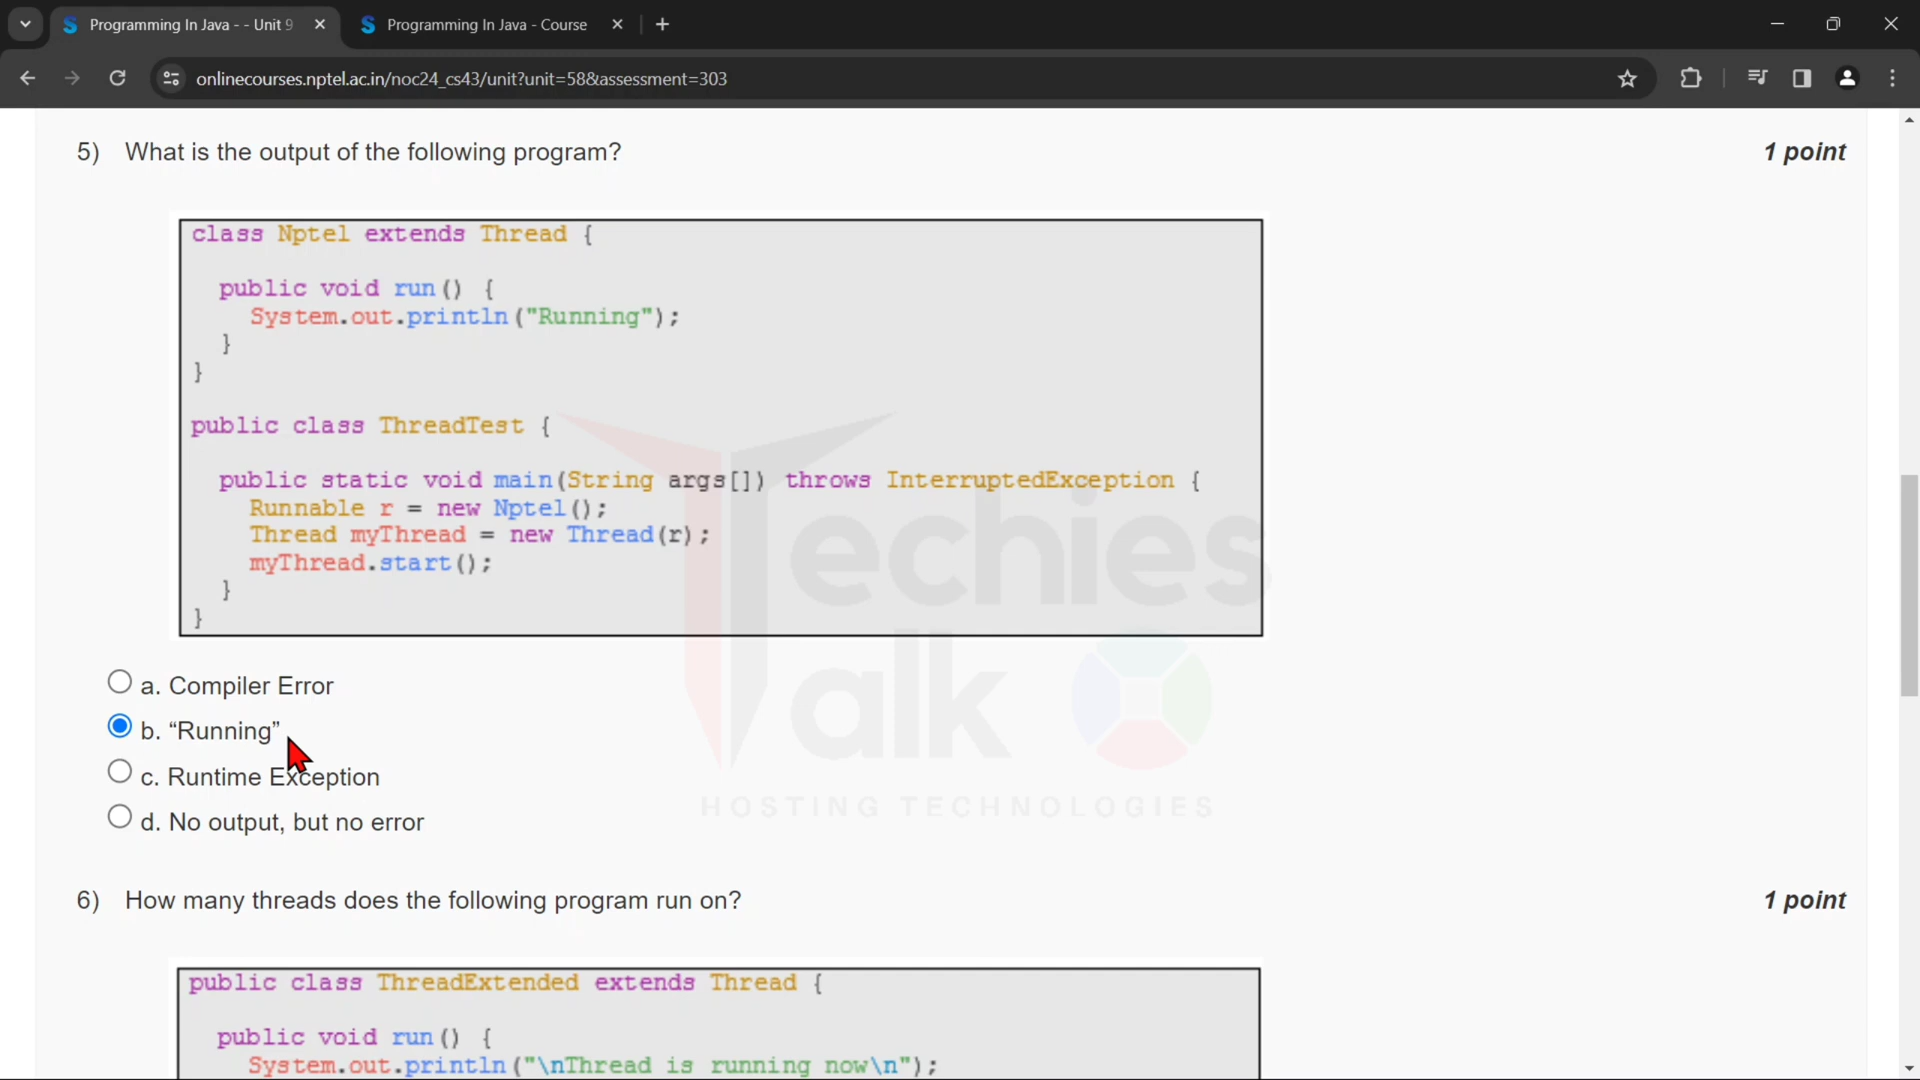 Programming In Java - - Unit 9
Programming In Java - Course
onlinecourses.nptel.ac.in/noc24_cs43/unit?unit=58&assessment=303
5) What is the output of the following program? 1 point
class Nptel extends Thread {
public void run() {
System.out.println("Running");
}
}
public class ThreadTest {
public static void main(String args[]) throws InterruptedException {
Runnable r = new Nptel();
Thread myThread = new Thread(r);
myThread.start();
}
}
Techies
Talk
HOSTING TECHNOLOGIES
a. Compiler Error
b. “Running”
c. Runtime Exception
d. No output, but no error
6) How many threads does the following program run on? 1 point
public class ThreadExtended extends Thread {
public void run() {
System.out.println("\nThread is running now\n");